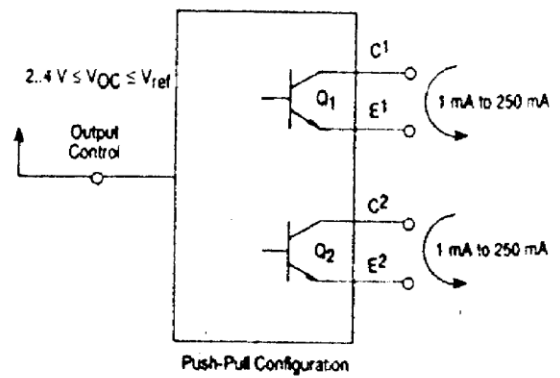 C1
2..4 V ≤ VOC ≤ Vref
Q1
1 mA to 250 mA
E1
Output
Control
C2
Q2
1 mA to 250 mA
E2
Push-Pull Configuration